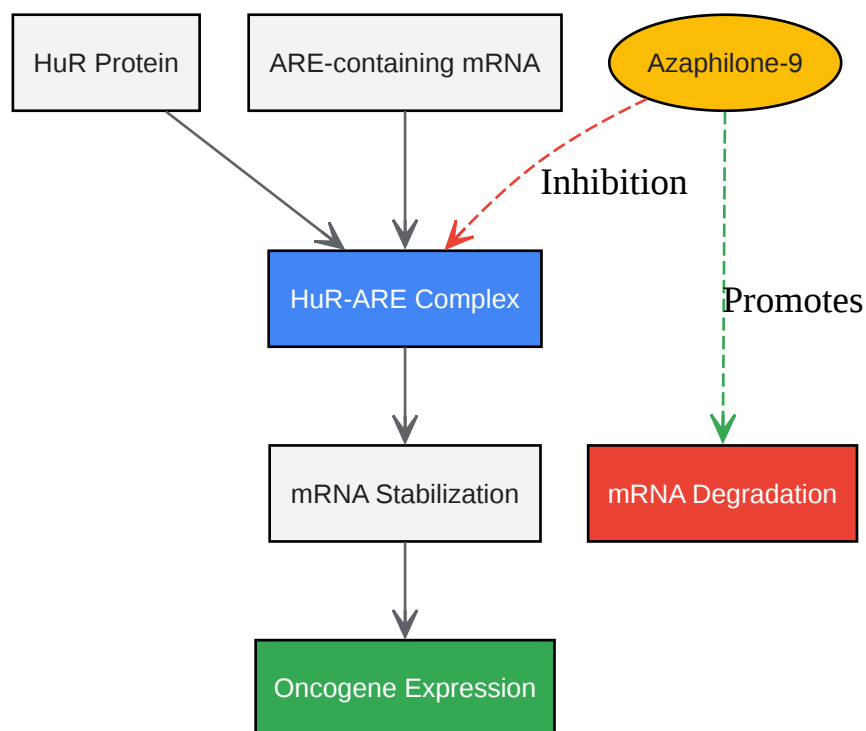 HuR Protein
ARE-containing mRNA
Azaphilone-9
Inhibition
HuR-ARE Complex
Promotes
mRNA Stabilization
mRNA Degradation
Oncogene Expression